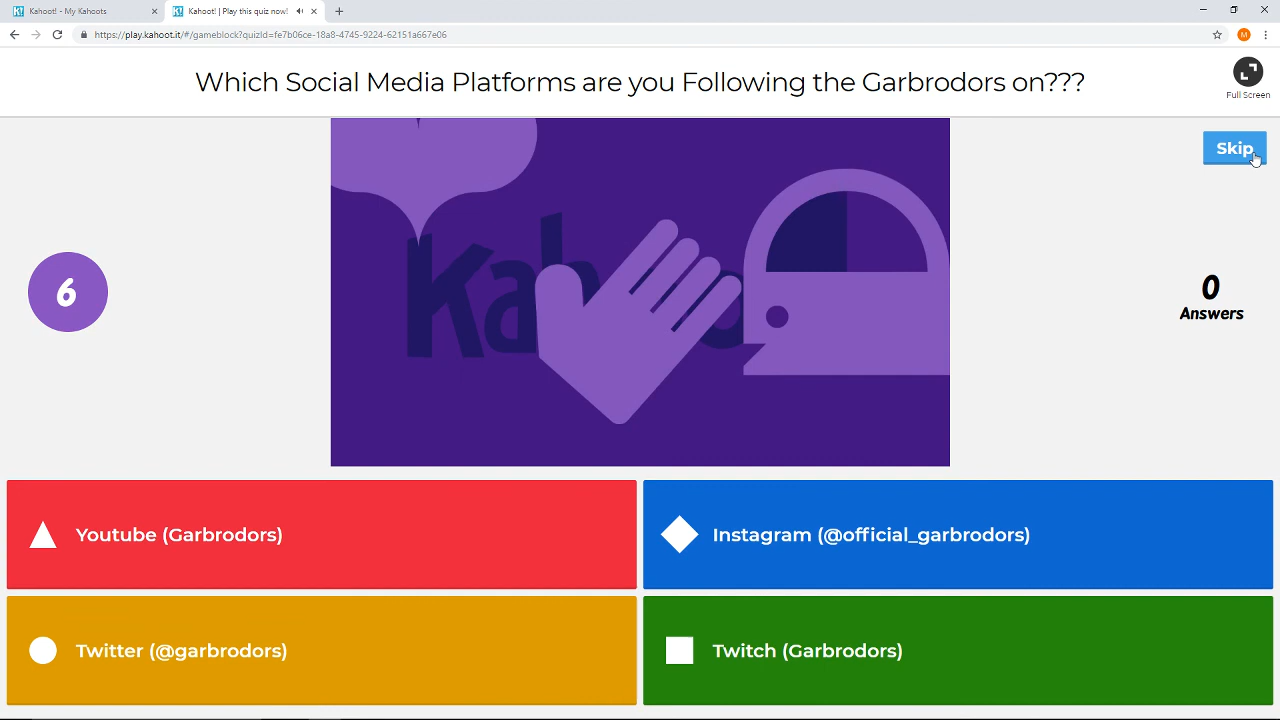 Kahoot! - My Kahoots
Kahoot! | Play this quiz now!
https://play.kahoot.it/#/gameblock?quizId=fe7b06ce-18a8-4745-9224-62151a667e06
M
Which Social Media Platforms are you Following the Garbrodors on???
Full Screen
Skip
6
0
Answers
Youtube (Garbrodors)
Instagram (@official_garbrodors)
Twitter (@garbrodors)
Twitch (Garbrodors)